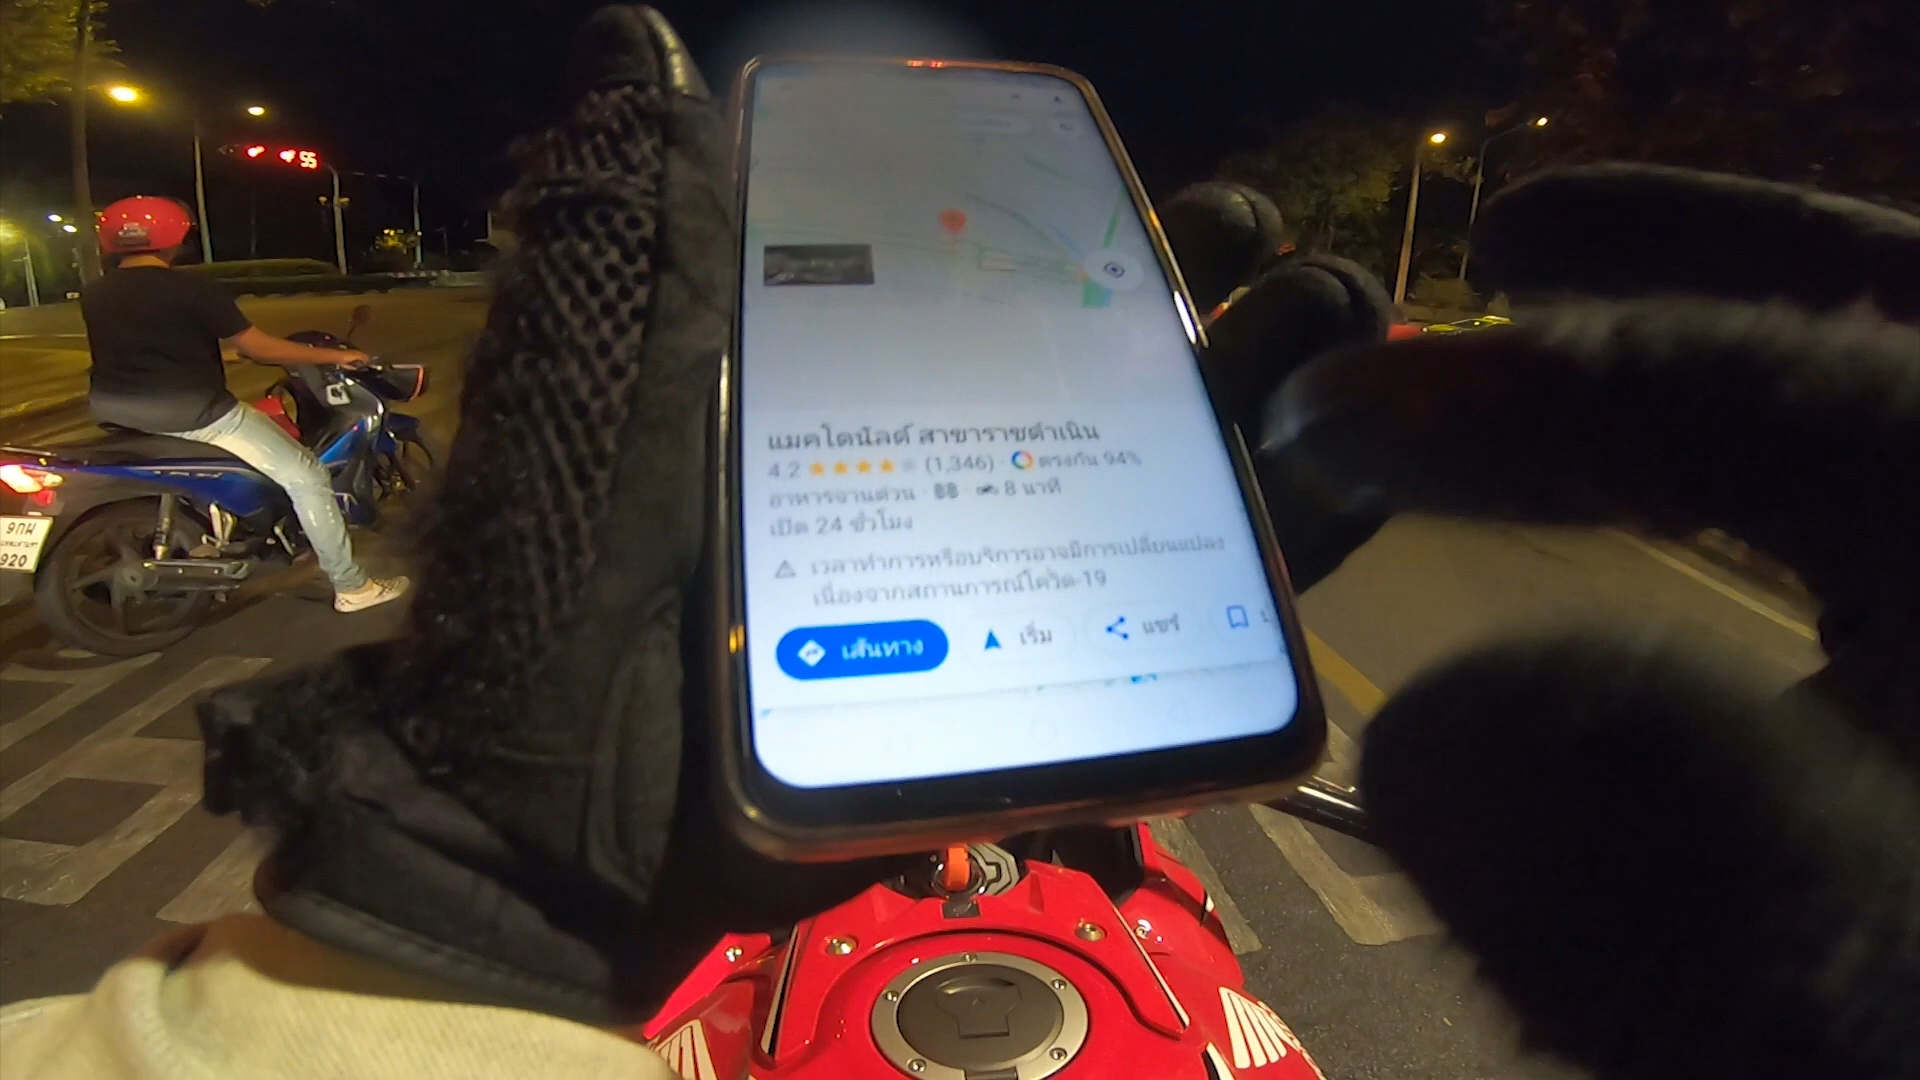 55
แมคโดนัลด์ สาขาราชดำเนิน
4.2 (1,346) · ตรงกัน 94%
อาหารจานด่วน · ฿฿ · 8 นาที
เปิด 24 ชั่วโมง
เวลาทำการหรือบริการอาจมีการเปลี่ยนแปลง
เนื่องจากสถานการณ์โควิด-19
เส้นทาง เริ่ม แชร์
9กผ
920